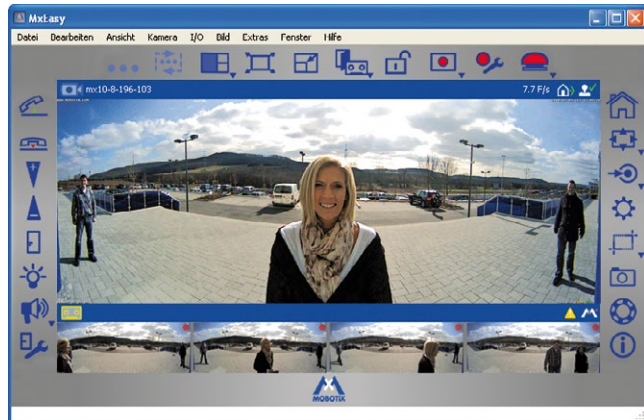 MxEasy
Datei Bearbeiten Ansicht Kamera I/O Bild Extras Fenster Hilfe
mx10-8-196-103 7.7 F/s
MOBOTIX